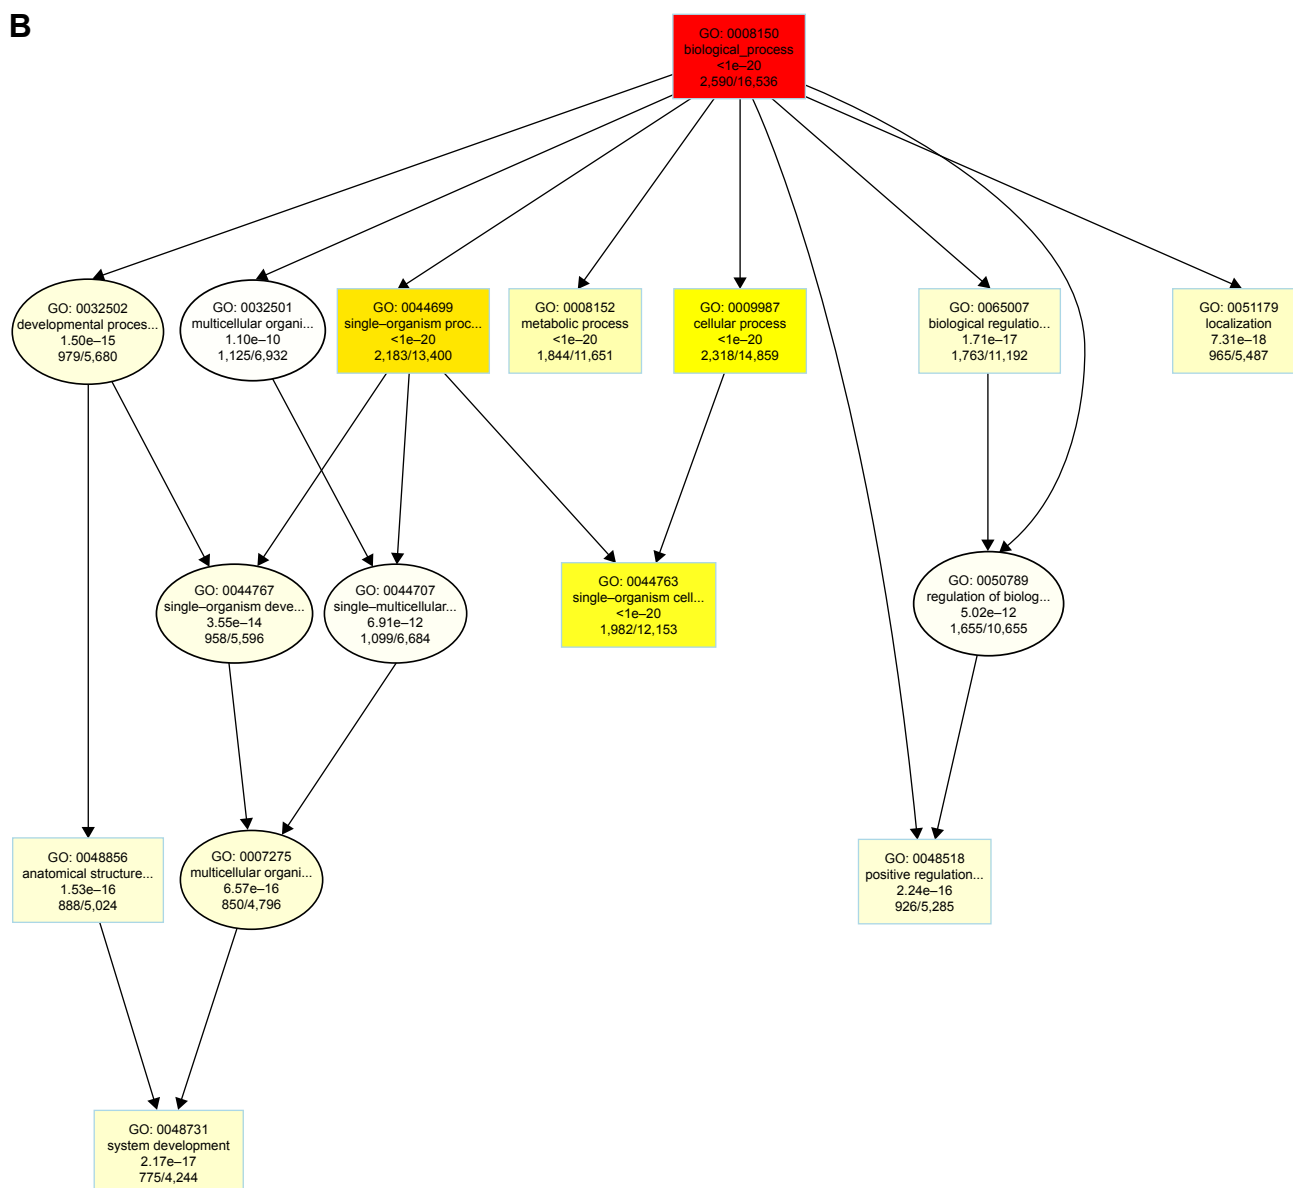 B
GO: 0008150
biological_process
<1e–20
2,590/16,536
GO: 0032502
developmental proces...
1.50e–15
979/5,680
GO: 0032501
multicellular organi...
1.10e–10
1,125/6,932
GO: 0044699
single–organism proc...
<1e–20
2,183/13,400
GO: 0008152
metabolic process
<1e–20
1,844/11,651
GO: 0009987
cellular process
<1e–20
2,318/14,859
GO: 0065007
biological regulatio...
1.71e–17
1,763/11,192
GO: 0051179
localization
7.31e–18
965/5,487
GO: 0044767
single–organism deve...
3.55e–14
958/5,596
GO: 0044707
single–multicellular...
6.91e–12
1,099/6,684
GO: 0044763
single–organism cell...
<1e–20
1,982/12,153
GO: 0050789
regulation of biolog...
5.02e–12
1,655/10,655
GO: 0048856
anatomical structure...
1.53e–16
888/5,024
GO: 0007275
multicellular organi...
6.57e–16
850/4,796
GO: 0048518
positive regulation...
2.24e–16
926/5,285
GO: 0048731
system development
2.17e–17
775/4,244